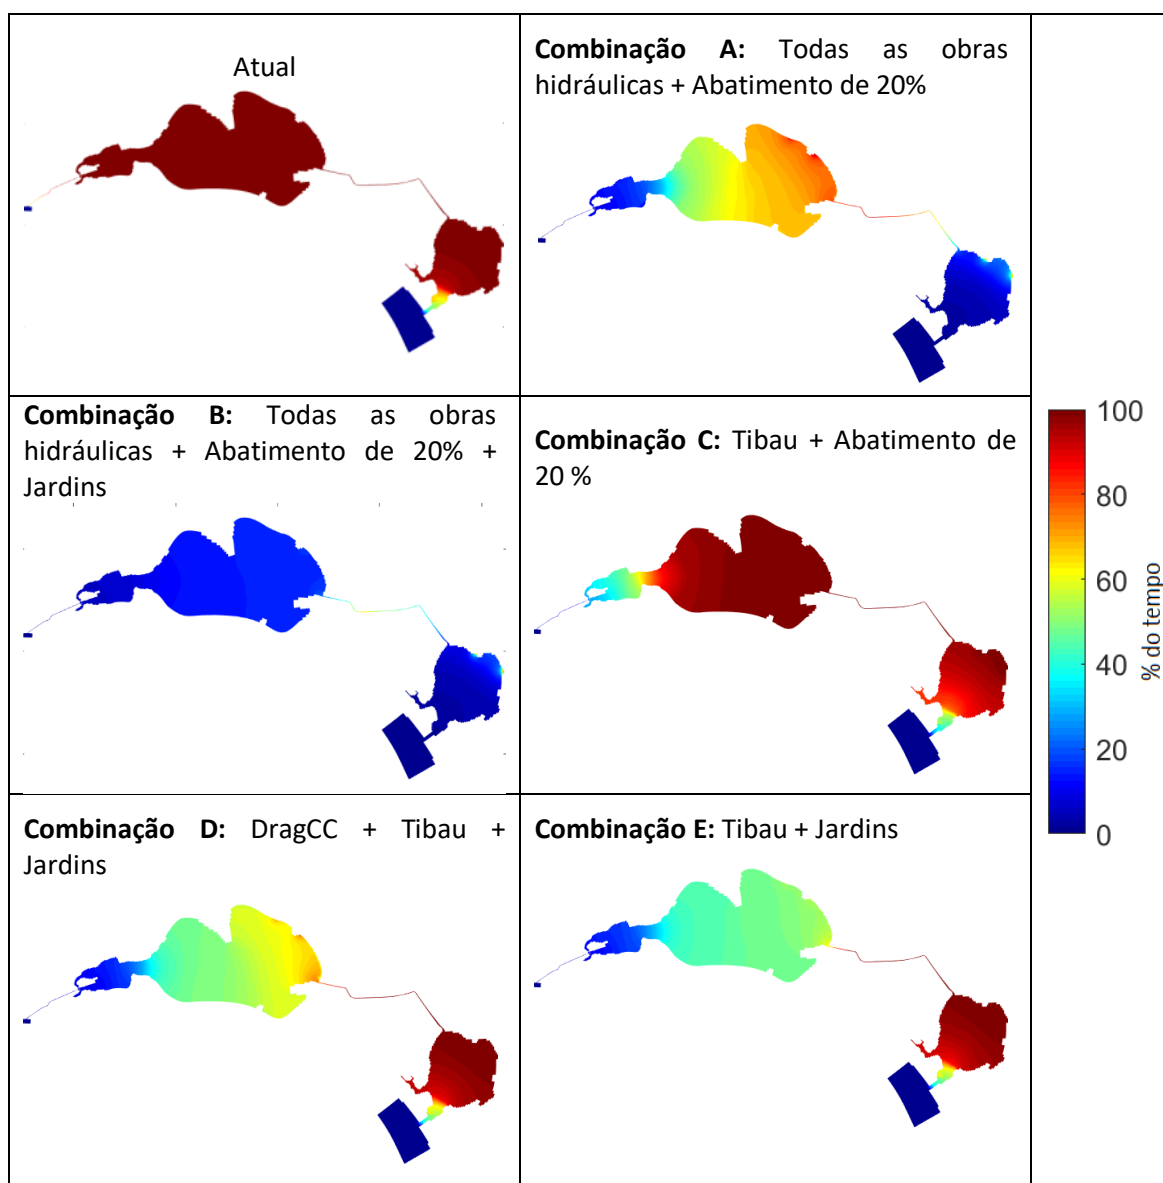 Atual
Combinação A: Todas as obras
hidráulicas + Abatimento de 20%
Combinação B: Todas as obras
hidráulicas + Abatimento de 20% +
Jardins
Combinação C: Tibau + Abatimento de
20 %
Combinação D: DragCC + Tibau +
Jardins
Combinação E: Tibau + Jardins
100
80
60
40
20
0
% do tempo